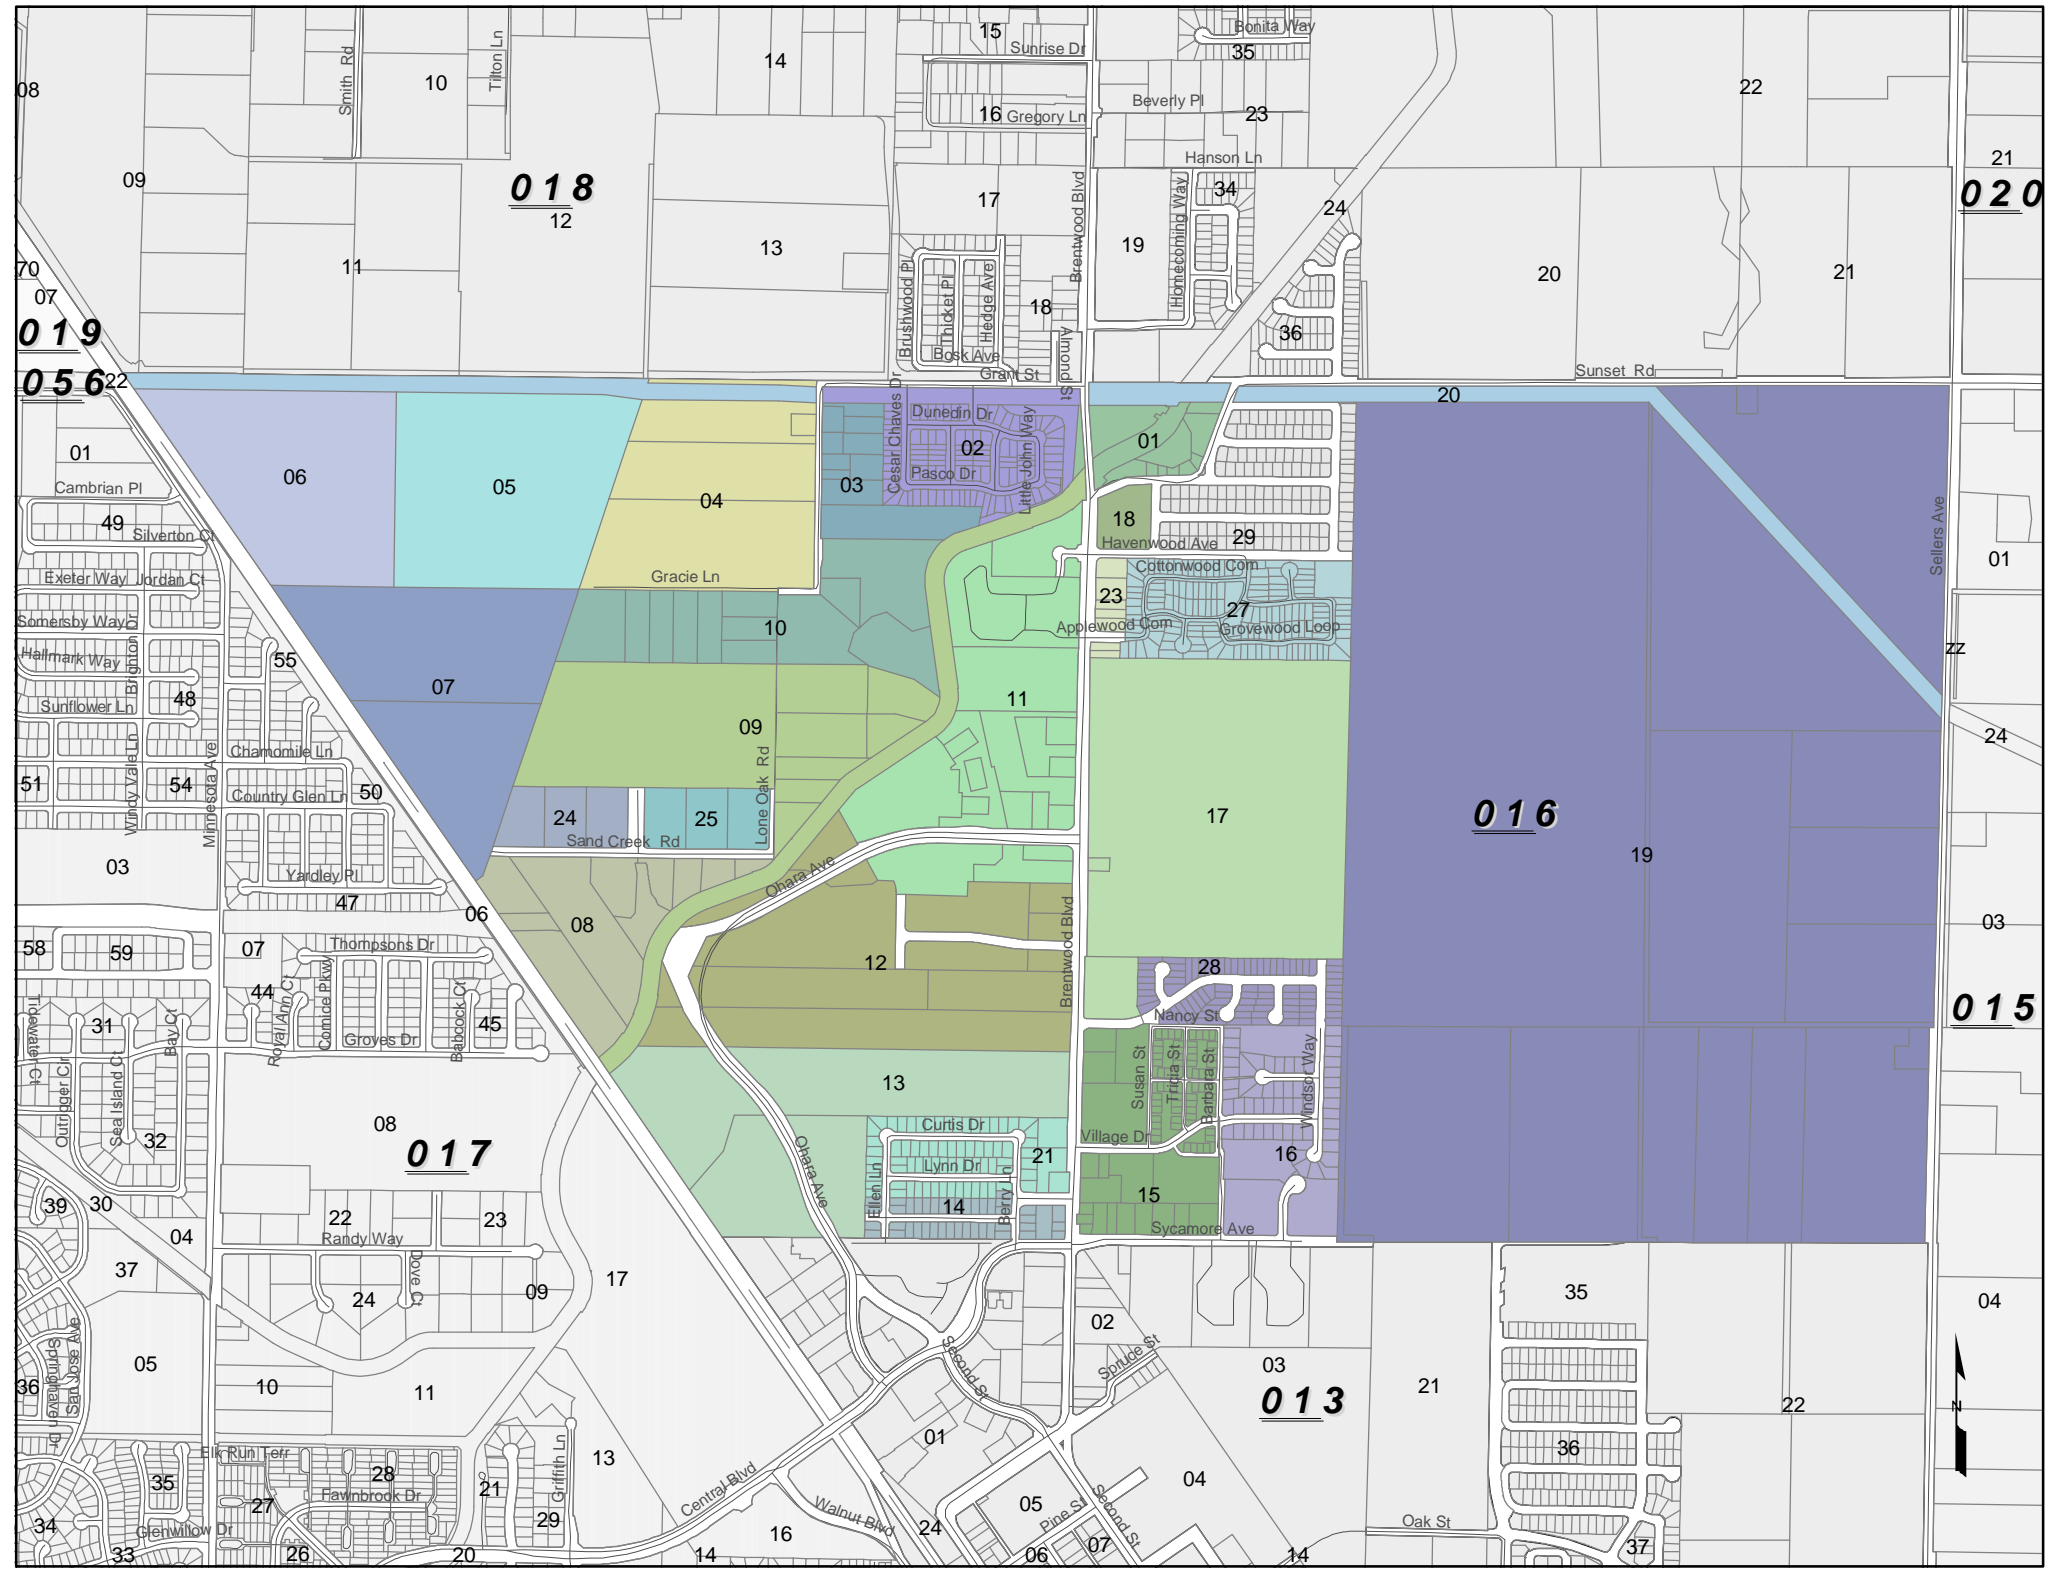 15
Bonita Way
Sunrise Dr
35
14
10
Tilton Ln
Smith Rd
08
22
Beverly Pl
16
Gregory Ln
23
21
Hanson Ln
09
018
34
020
12
17
Brentwood Blvd
Homecoming Way
24
19
13
11
70
20
21
07
Brushwood Pl
Thicket Pl
Hedge Ave
18
019
36
Almond St
Bosk Ave
Grant St
Sunset Rd
056
22
20
Cesar Chaves Dr
Dunedin Dr
Little John Way
01
02
01
Pasco Dr
06
05
03
04
Cambrian Pl
49
18
Silverton Ct
29
Havenwood Ave
Sellers Ave
01
Cottonwood Com
Exeter Way
Jordan Ct
Gracie Ln
23
27
Somersby Way
Brighton Dr
10
Applewood Com
Grovewood Loop
Hallmark Way
55
zz
07
48
11
Sunflower Ln
09
24
Chamomile Ln
Windy Vale Ln
Minnesota Ave
Lone Oak Rd
51
54
50
Country Glen Ln
24
25
17
016
Sand Creek Rd
19
03
Yardley Pl
Ohara Ave
47
06
08
03
58
59
07
Thompsons Dr
12
Brentwood Blvd
28
44
Royal Ann Ct
Comide Pkwy
Babcock Ct
Tidewater Ct
31
Bay Ct
45
Nancy St
015
Groves Dr
Outrigger Cir
Sea Island Ct
13
Susan St
Tricia St
Barbara St
Windsor Way
32
08
017
Curtis Dr
Village Dr
Lynn Dr
21
16
Ohara Ave
Ellen Ln
Berry Ln
39
30
14
15
22
23
04
Randy Way
Sycamore Ave
37
Dove Ct
17
09
24
35
04
02
Second St
Spruce St
San Jose Ave
Springhaven Dr
05
03
36
10
11
21
013
22
01
Elk Run Terr
28
13
Griffith Ln
36
35
21
Central Blvd
04
Fawnbrook Dr
27
05
34
Glenwillow Dr
29
Walnut Blvd
24
Pine St
Second St
Oak St
16
33
26
20
14
06
07
14
37
N